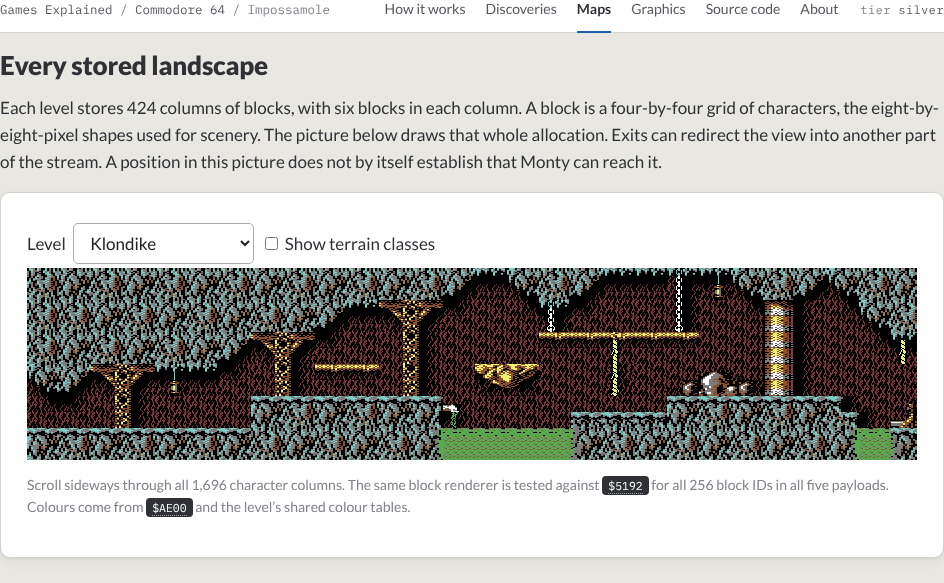 Games Explained / Commodore 64 / Impossamole
How it works Discoveries Maps Graphics Source code About tier silver
Every stored landscape
Each level stores 424 columns of blocks, with six blocks in each column. A block is a four-by-four grid of characters, the eight-by-
eight-pixel shapes used for scenery. The picture below draws that whole allocation. Exits can redirect the view into another part
of the stream. A position in this picture does not by itself establish that Monty can reach it.
Level Klondike Show terrain classes
Scroll sideways through all 1,696 character columns. The same block renderer is tested against $5192 for all 256 block IDs in all five payloads.
Colours come from $AE00 and the level’s shared colour tables.